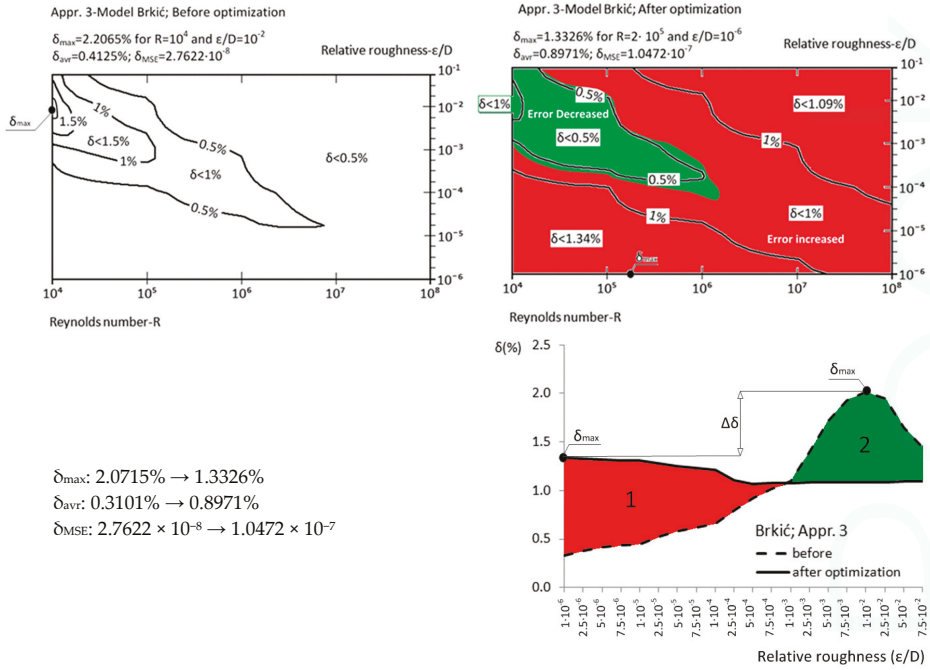 Appr. 3-Model Brkić; Before optimization
δmax=2.2065% for R=10⁴ and ε/D=10⁻²
δavr=0.4125%; δMSE=2.7622·10⁻⁸
Relative roughness-ε/D
10⁻¹
10⁻²
10⁻³
10⁻⁴
10⁻⁵
10⁻⁶
δmax
1%
1.5%
δ<1.5%
1%
0.5%
δ<1%
0.5%
δ<0.5%
10⁴ 10⁵ 10⁶ 10⁷ 10⁸
Reynolds number-R
Appr. 3-Model Brkić; After optimization
δmax=1.3326% for R=2· 10⁵ and ε/D=10⁻⁶
δavr=0.8971%; δMSE=1.0472·10⁻⁷
Relative roughness-ε/D
10⁻¹
10⁻²
10⁻³
10⁻⁴
10⁻⁵
10⁻⁶
δ<1%
0.5%
Error Decreased
δ<0.5%
0.5%
δ<1.09%
1%
1%
δ<1%
Error increased
δ<1.34%
δmax
10⁴ 10⁵ 10⁶ 10⁷ 10⁸
Reynolds number-R
δmax: 2.0715% → 1.3326%
δavr: 0.3101% → 0.8971%
δMSE: 2.7622 × 10⁻⁸ → 1.0472 × 10⁻⁷
δ(%)
2.5
2.0
1.5
1.0
0.5
0.0
δmax
δmax
Δδ
1
2
Brkić; Appr. 3
before
after optimization
1·10⁻⁶
2.5·10⁻⁶
5·10⁻⁶
7.5·10⁻⁶
1·10⁻⁵
2.5·10⁻⁵
5·10⁻⁵
7.5·10⁻⁵
1·10⁻⁴
2.5·10⁻⁴
5·10⁻⁴
7.5·10⁻⁴
1·10⁻³
2.5·10⁻³
5·10⁻³
7.5·10⁻³
1·10⁻²
2.5·10⁻²
5·10⁻²
7.5·10⁻²
Relative roughness (ε/D)